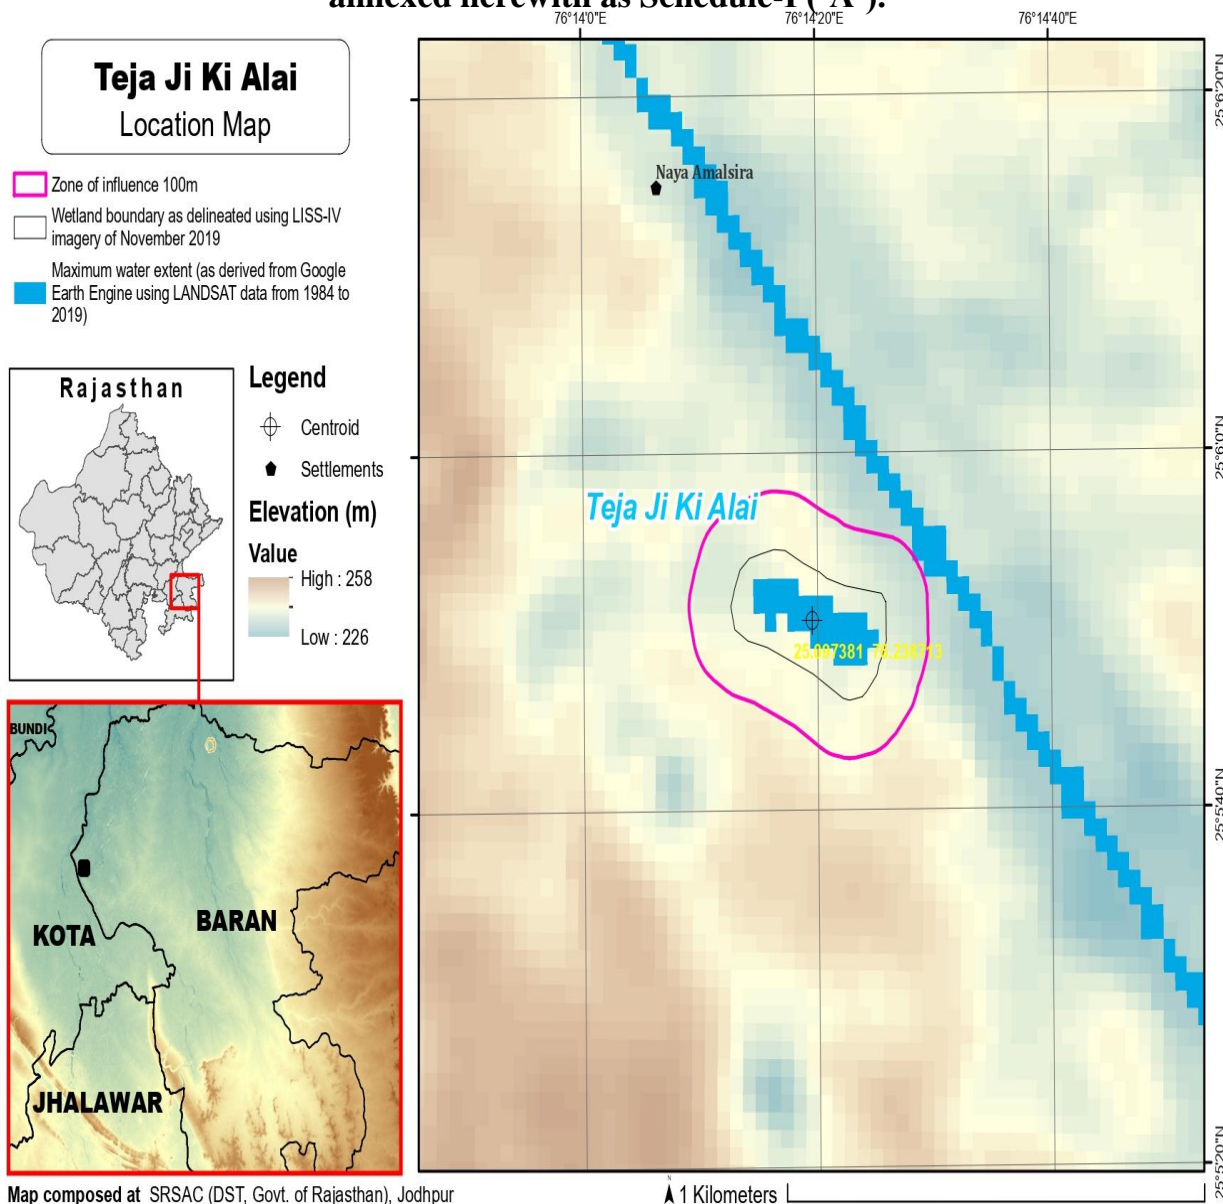 annexed herewith as Schedule-I ("A").
76°14'0"E
76°14'20"E
76°14'40"E
Teja Ji Ki Alai
Location Map
Zone of influence 100m
Wetland boundary as delineated using LISS-IV
imagery of November 2019
Maximum water extent (as derived from Google
Earth Engine using LANDSAT data from 1984 to
2019)
Rajasthan
Legend
Centroid
Settlements
Elevation (m)
Value
High : 258
Low : 226
BUNDI
KOTA
BARAN
JHALAWAR
Naya Amalsira
Teja Ji Ki Alai
25.097381
25°6'20"N
25°6'0"N
25°5'40"N
25°5'20"N
Map composed at SRSAC (DST, Govt. of Rajasthan), Jodhpur
N
1 Kilometers